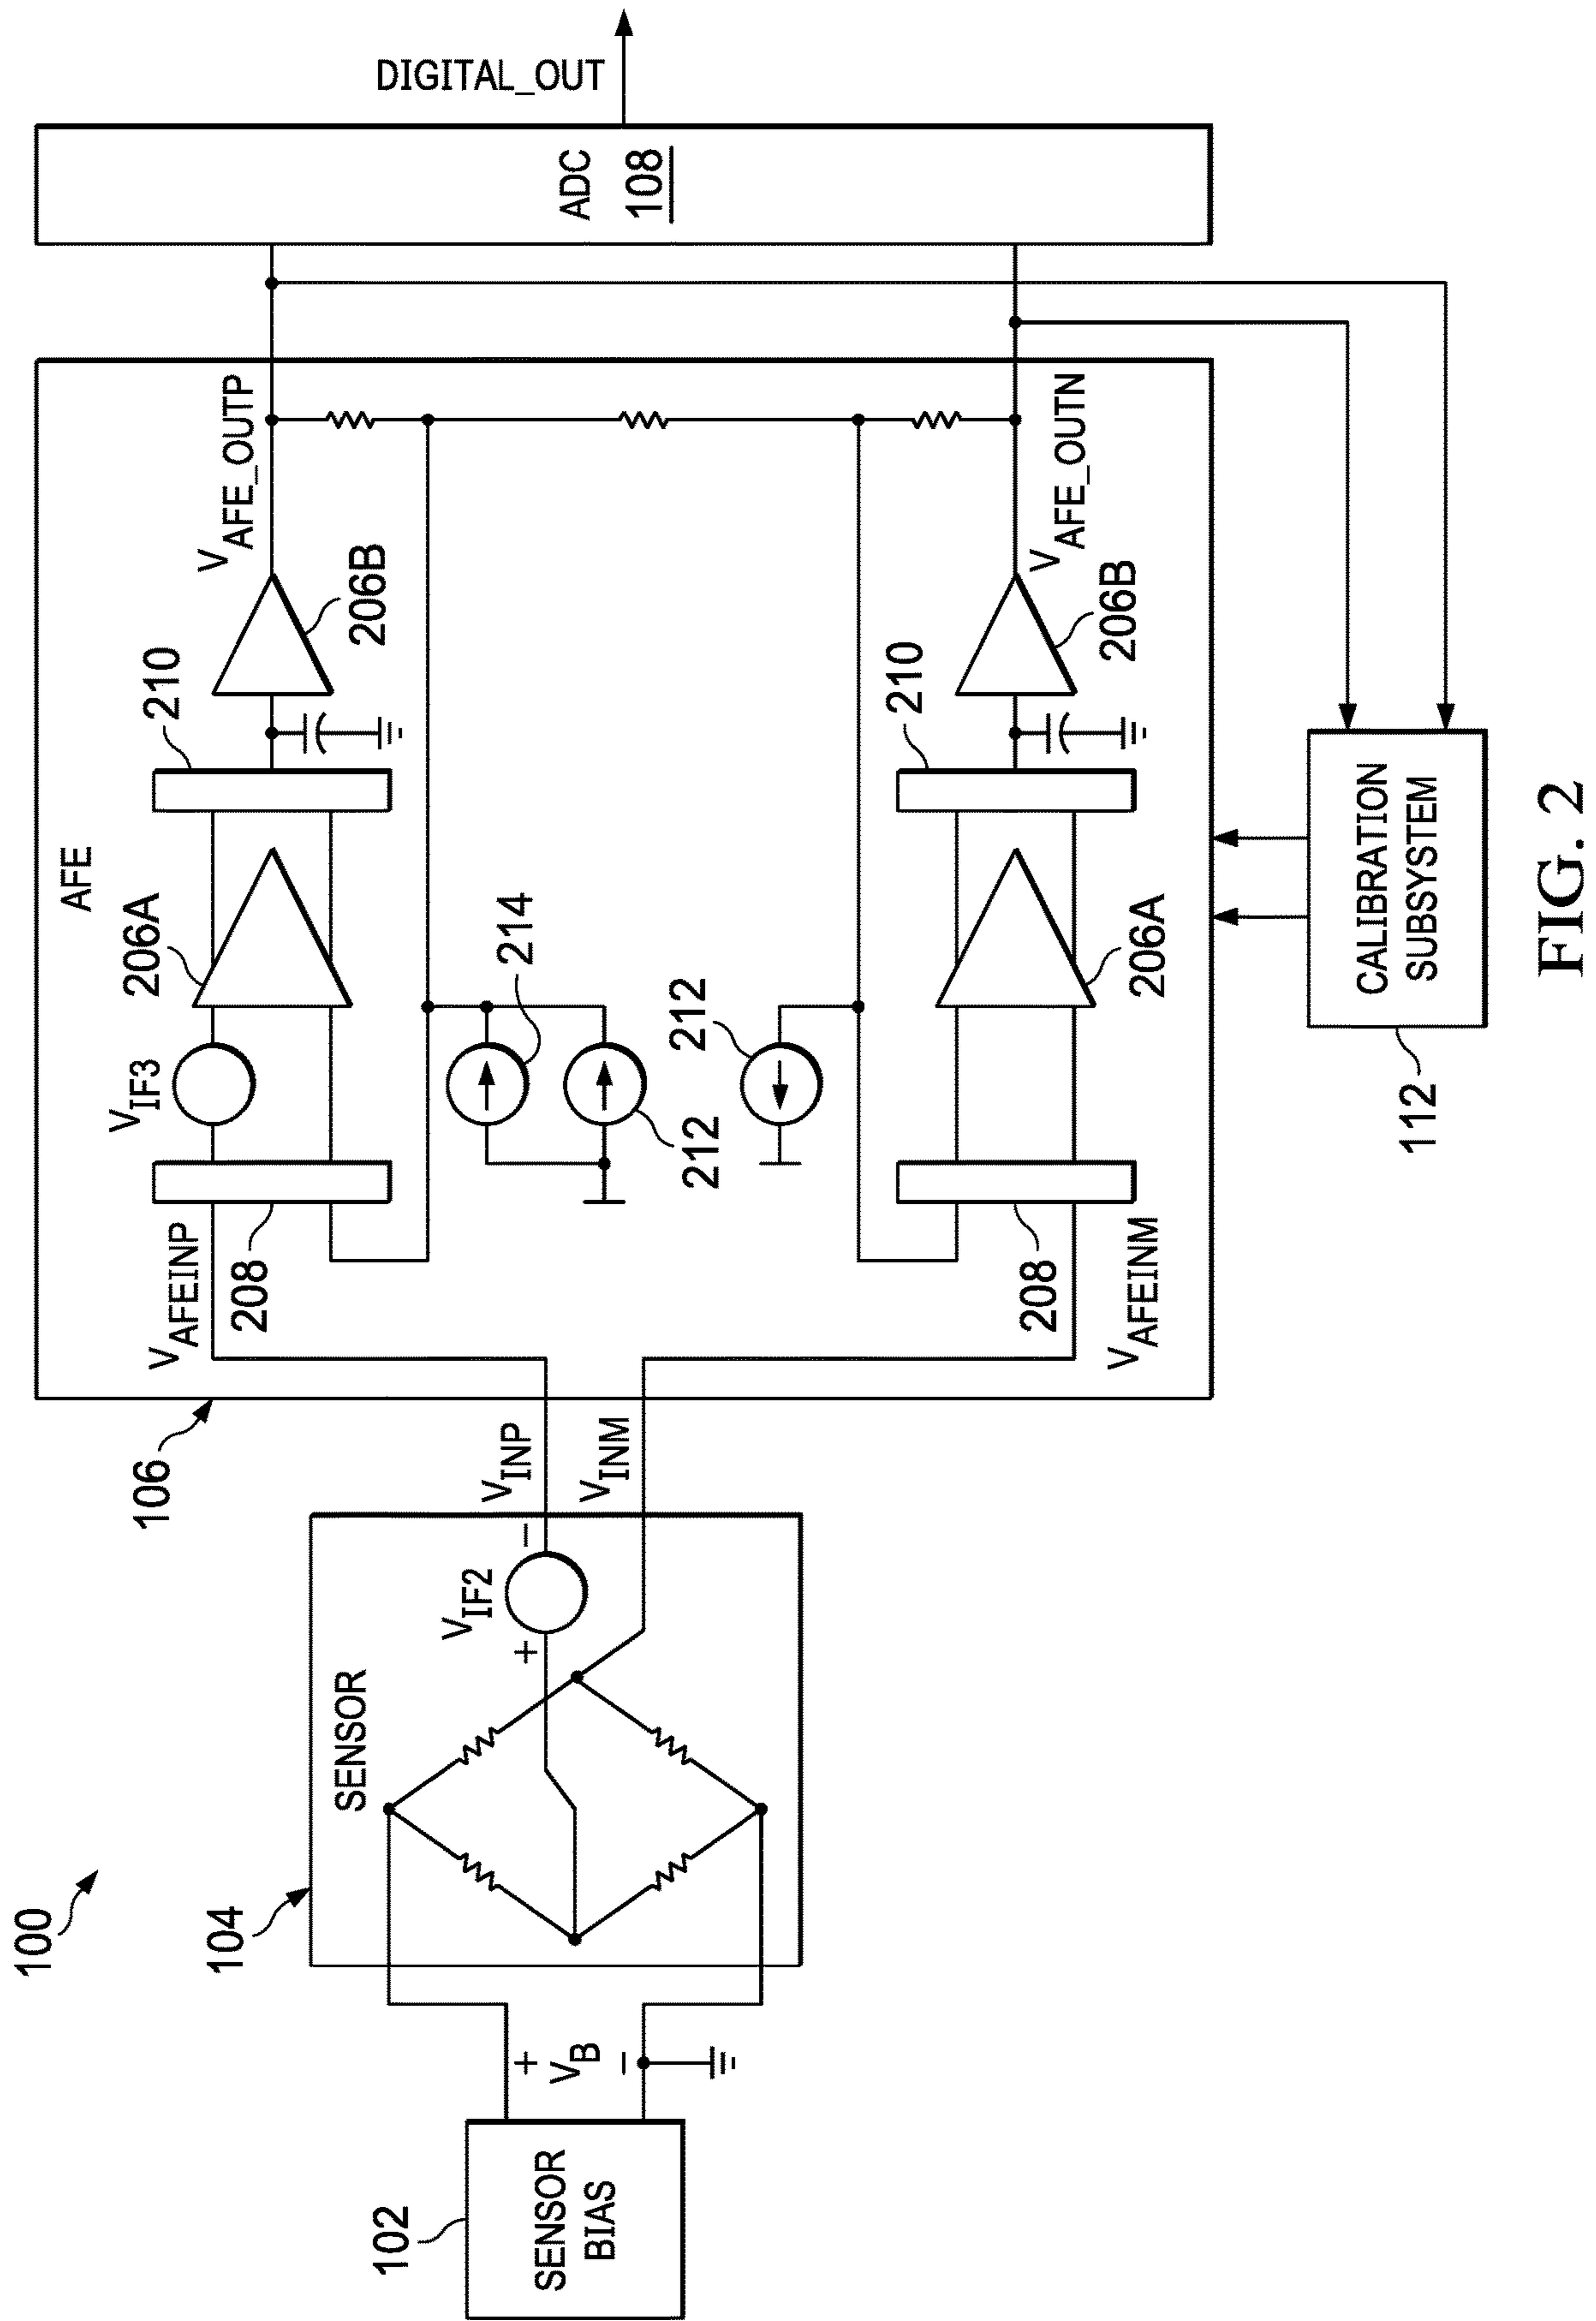 100
102
SENSOR
BIAS
+
V_B
−
104
SENSOR
+
V_IF2
−
V_INP
V_INM
106
AFE
V_AFEINP
208
V_IF3
206A
210
206B
V_AFE_OUTP
214
212
212
V_AFEINM
208
206A
210
206B
V_AFE_OUTN
ADC
108
DIGITAL_OUT
CALIBRATION
SUBSYSTEM
112
FIG. 2